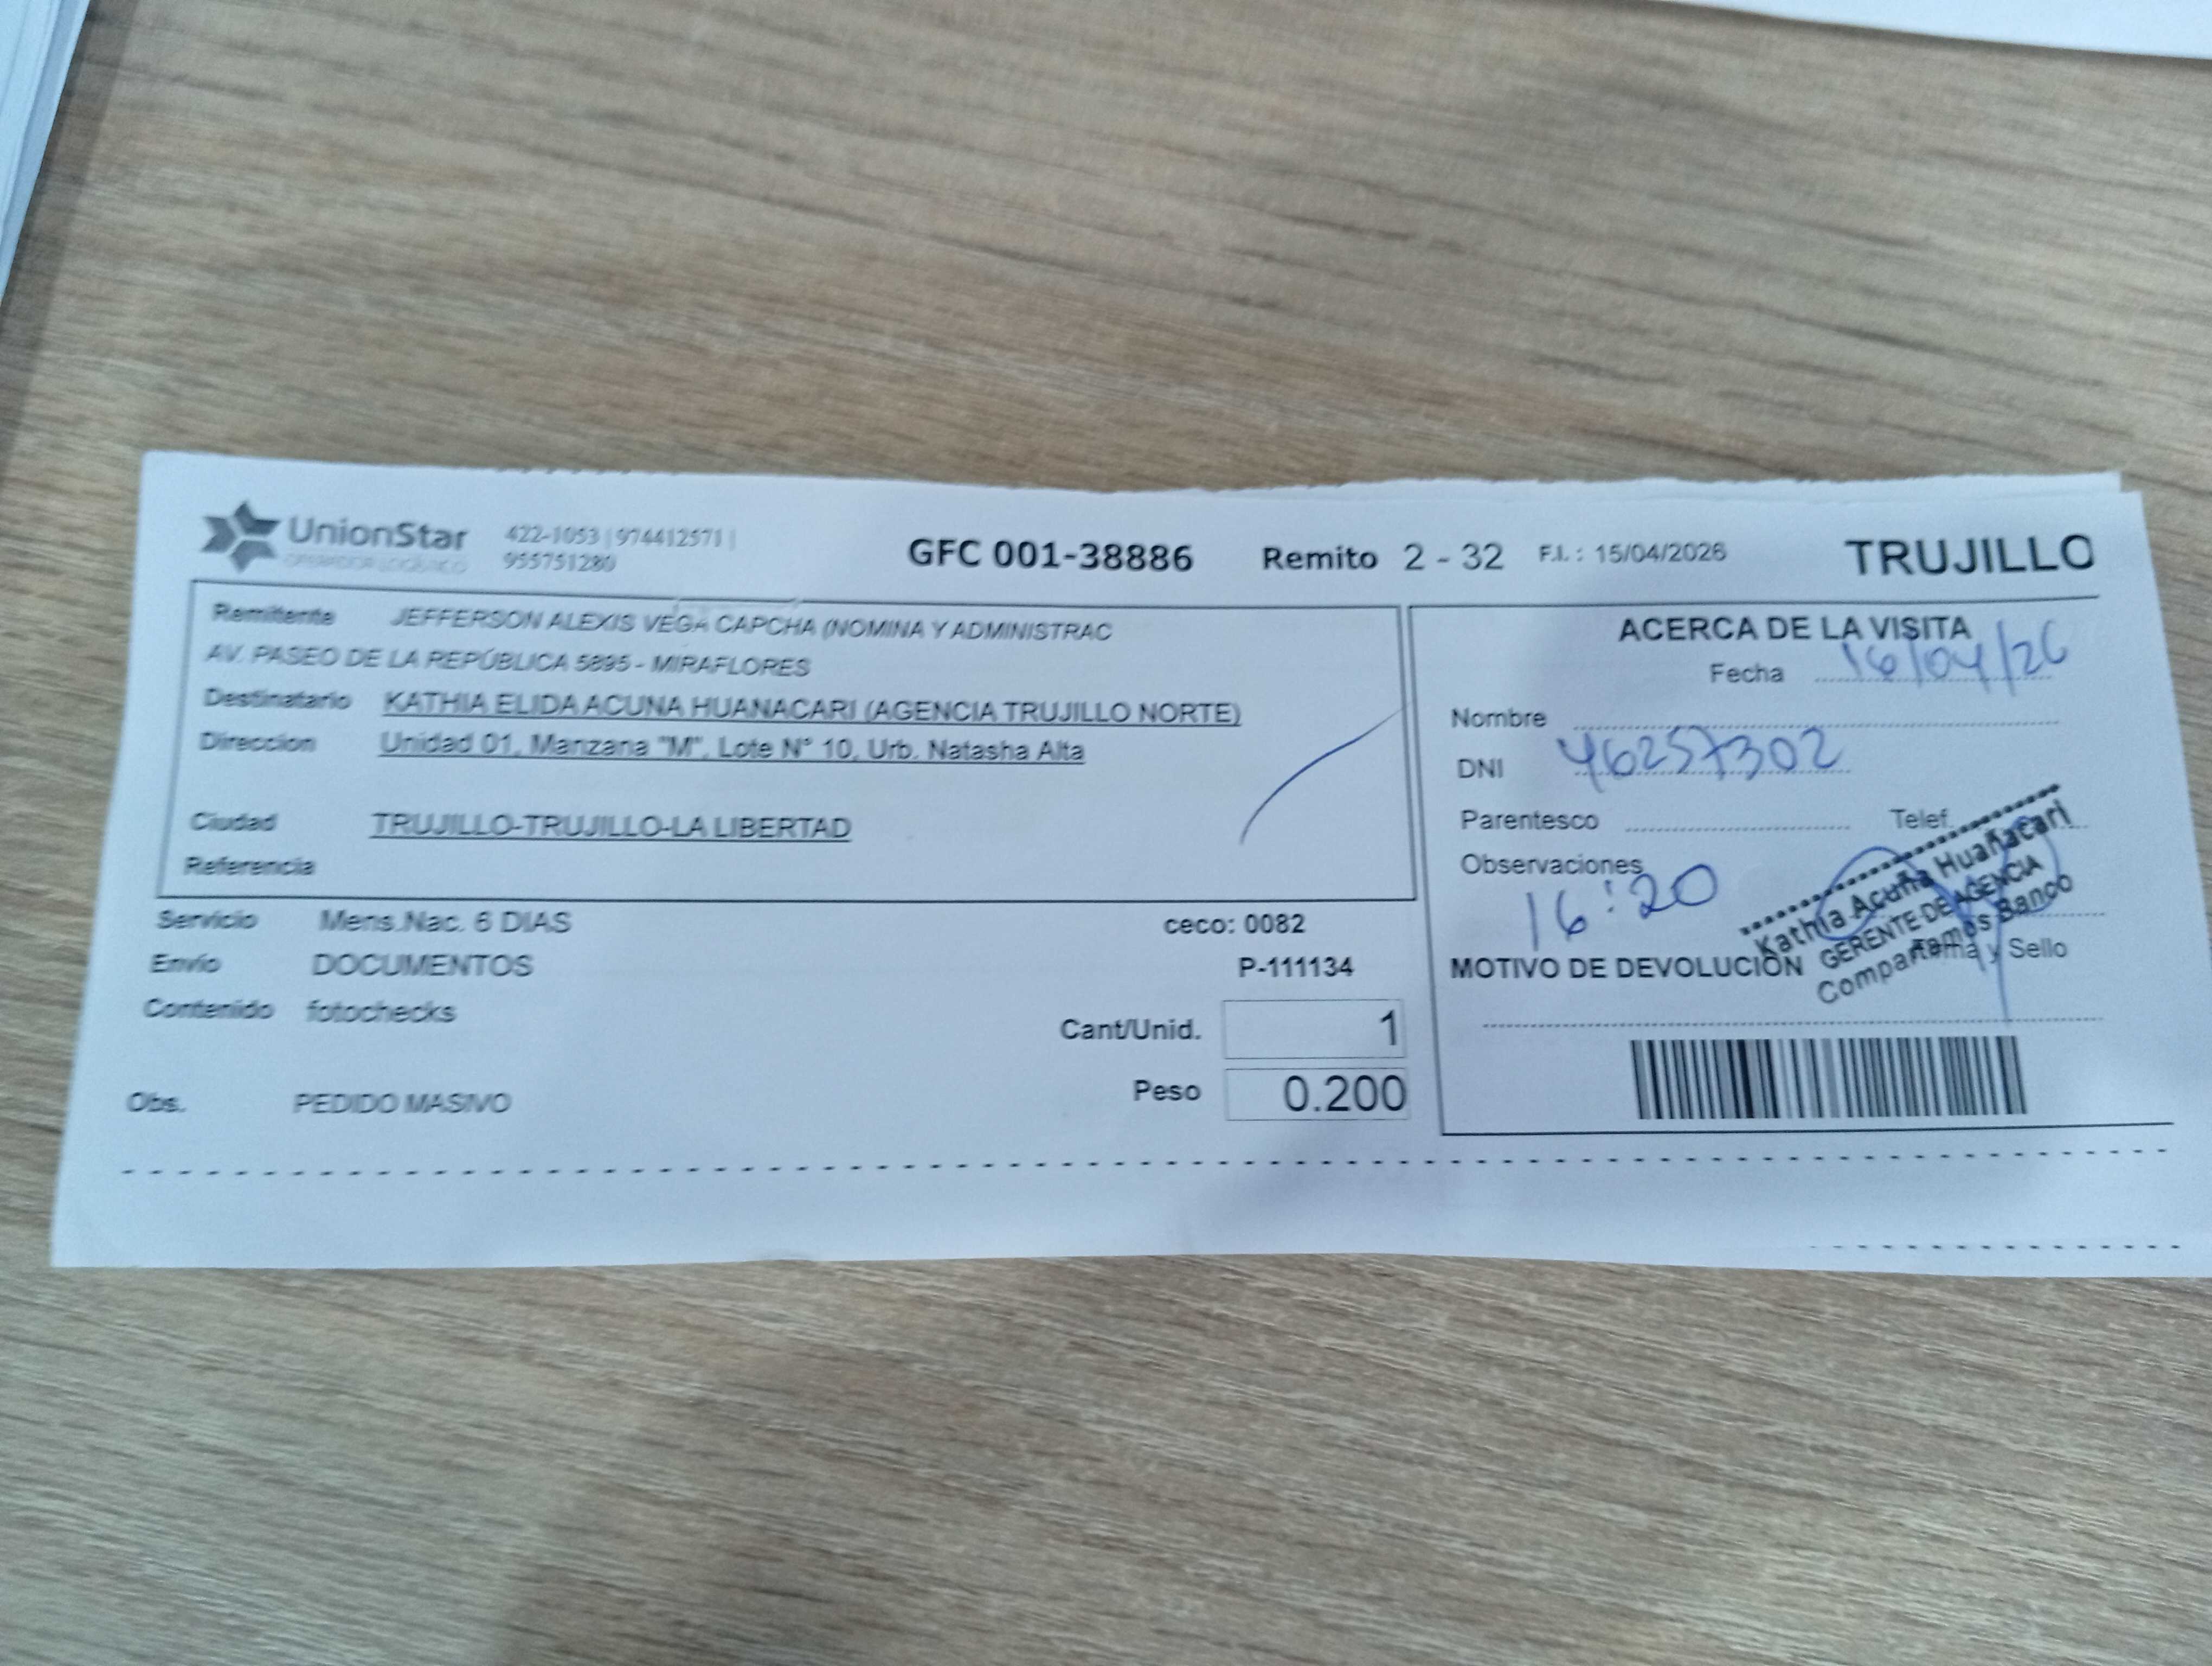 UnionStar
OPERADOR LOGÍSTICO
422-1053 | 974412571 |
955751280
GFC 001-38886 Remito 2 - 32 F.I. : 15/04/2026 TRUJILLO
Remitente JEFFERSON ALEXIS VEGA CAPCHA (NOMINA Y ADMINISTRAC
AV. PASEO DE LA REPÚBLICA 5895 - MIRAFLORES
Destinatario KATHIA ELIDA ACUNA HUANACARI (AGENCIA TRUJILLO NORTE)
Direccion Unidad 01, Manzana "M", Lote N° 10, Urb. Natasha Alta
Ciudad TRUJILLO-TRUJILLO-LA LIBERTAD
Referencia
Servicio Mens.Nac. 6 DIAS ceco: 0082
Envio DOCUMENTOS P-111134
Contenido fotochecks
Cant/Unid. 1
Peso 0.200
Obs. PEDIDO MASIVO
ACERCA DE LA VISITA
Fecha 16/04/26
Nombre
DNI 46257302
Parentesco Telef.
Observaciones
16:20
Kathia Acuña Huañacari
GERENTE DE AGENCIA
Compartamos Banco
Firma y Sello
MOTIVO DE DEVOLUCIÓN